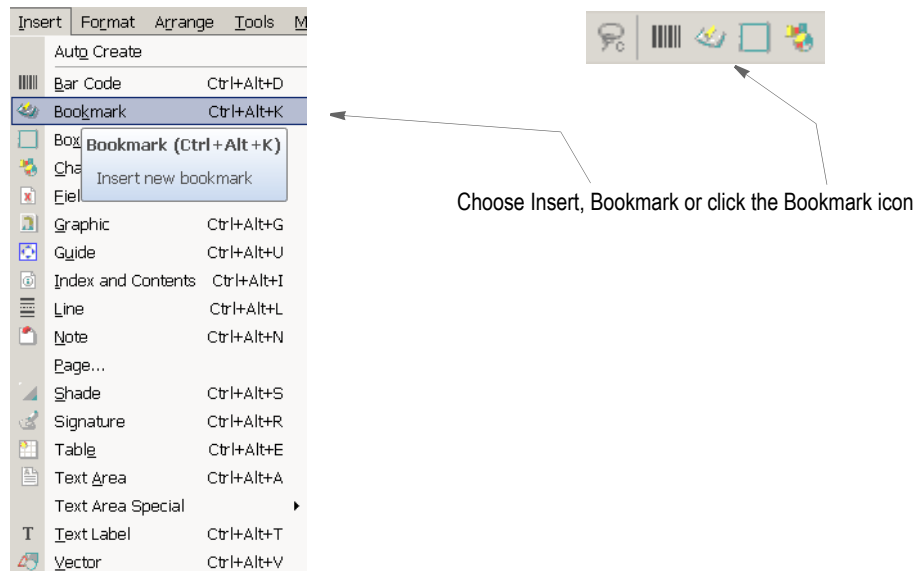 Insert Format Arrange Tools M
Auto Create
Bar Code Ctrl+Alt+D
Bookmark Ctrl+Alt+K
Box
Bookmark (Ctrl+Alt+K)
Cha
Insert new bookmark
Fiel
Graphic Ctrl+Alt+G
Guide Ctrl+Alt+U
Index and Contents Ctrl+Alt+I
Line Ctrl+Alt+L
Note Ctrl+Alt+N
Page...
Shade Ctrl+Alt+S
Signature Ctrl+Alt+R
Table Ctrl+Alt+E
Text Area Ctrl+Alt+A
Text Area Special
T Text Label Ctrl+Alt+T
Vector Ctrl+Alt+V
Choose Insert, Bookmark or click the Bookmark icon